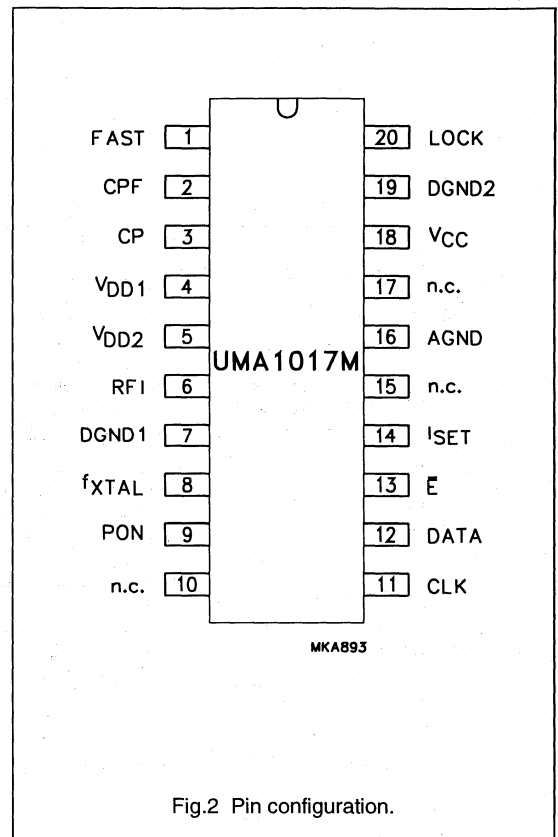 FAST 1 20 LOCK
CPF 2 19 DGND2
CP 3 18 VCC
VDD1 4 17 n.c.
VDD2 5 16 AGND
UMA1017M
RFI 6 15 n.c.
DGND1 7 14 ISET
fXTAL 8 13 E̅
PON 9 12 DATA
n.c. 10 11 CLK
MKA893
Fig.2 Pin configuration.